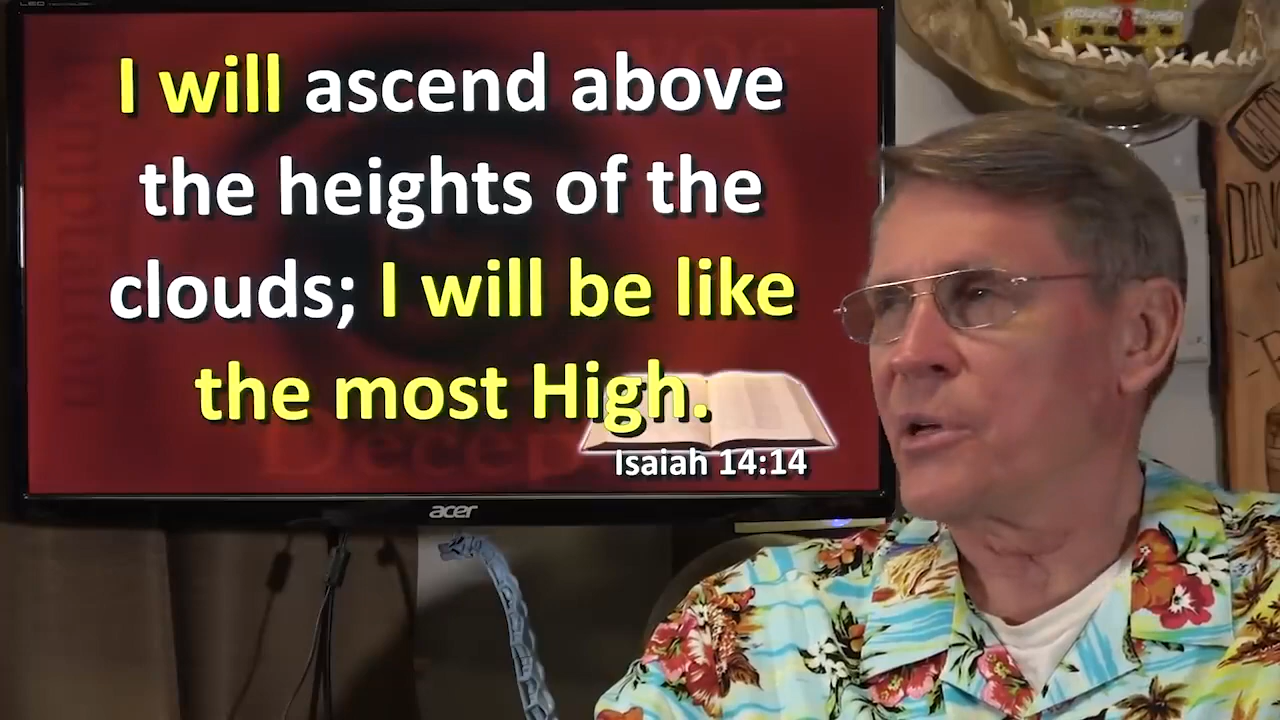 I will ascend above
the heights of the
clouds; I will be like
the most High.
Isaiah 14:14
acer